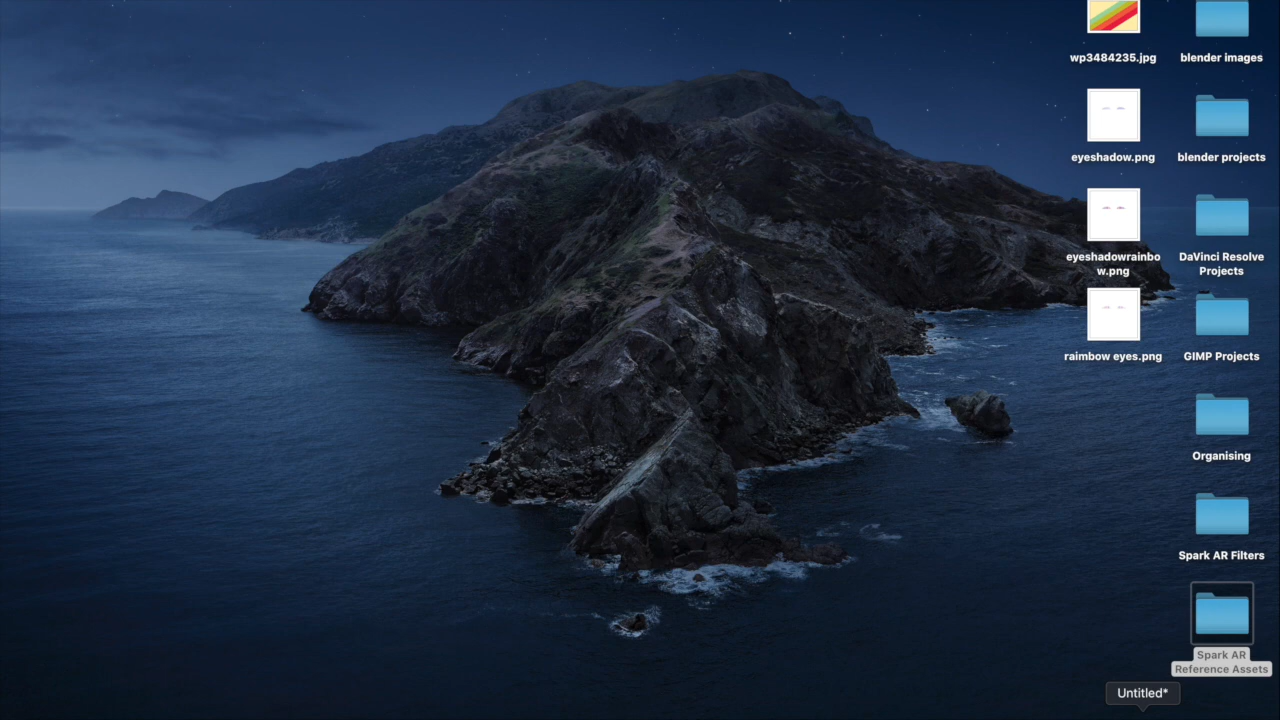 wp3484235.jpg
blender images
eyeshadow.png
blender projects
eyeshadowrainbo
w.png
DaVinci Resolve
Projects
raimbow eyes.png
GIMP Projects
Organising
Spark AR Filters
Spark AR
Reference Assets
Untitled*